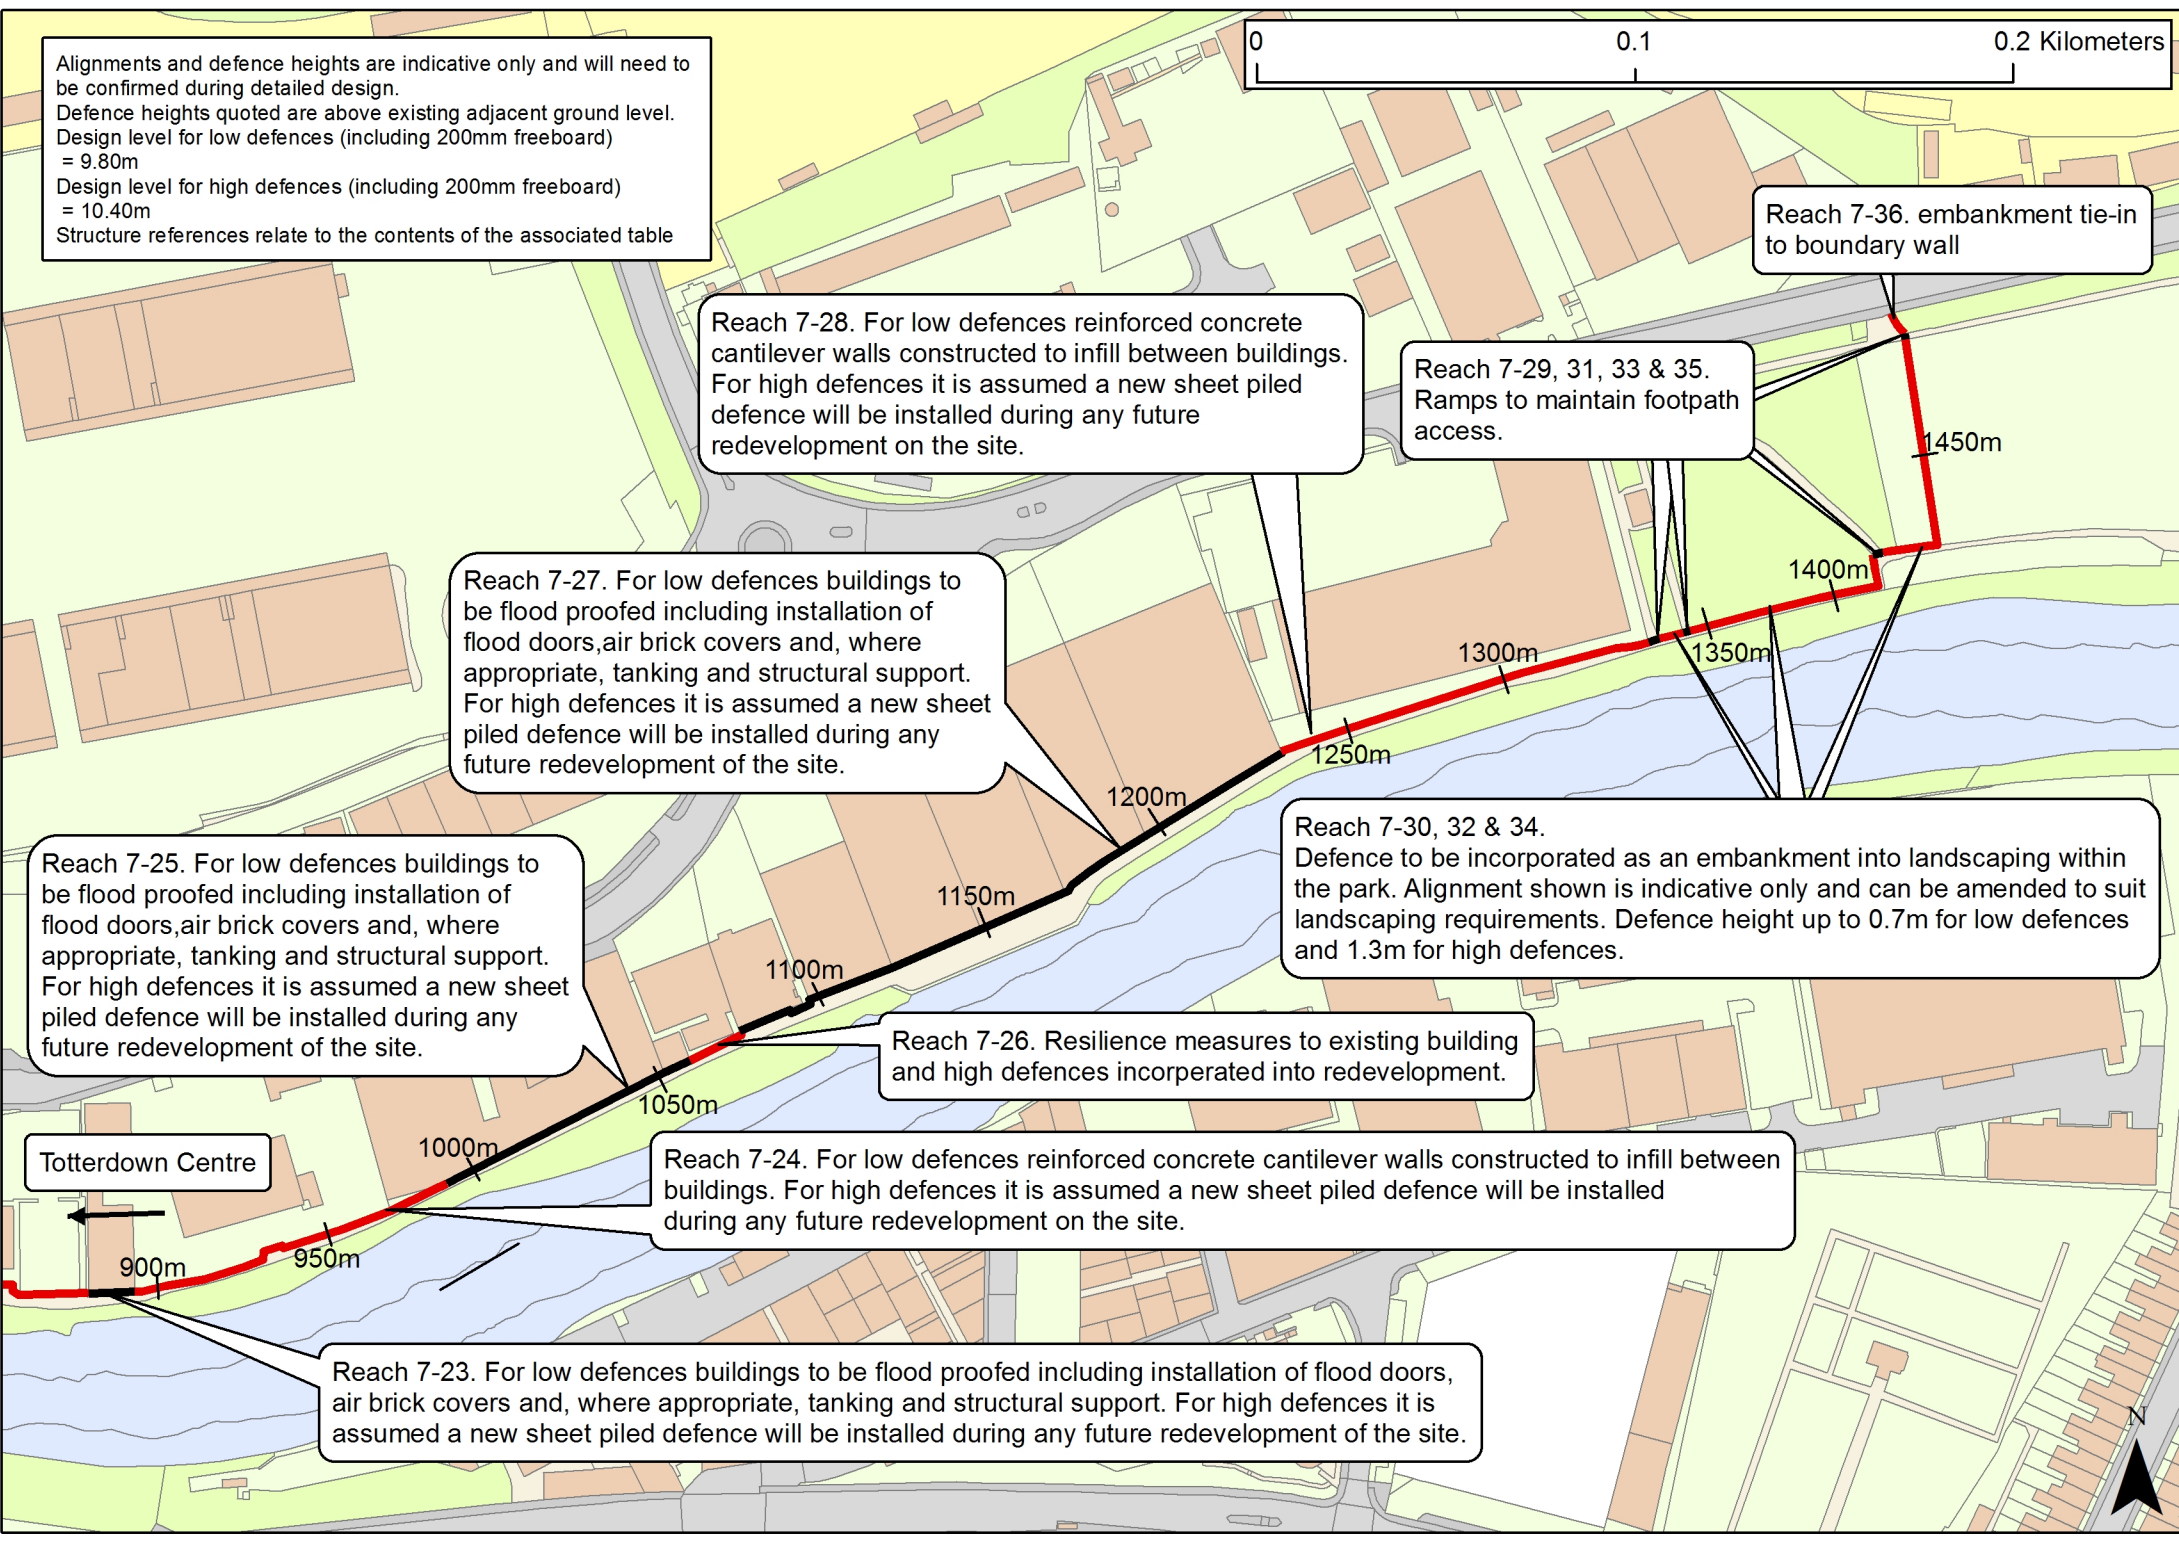 Alignments and defence heights are indicative only and will need to
be confirmed during detailed design.
Defence heights quoted are above existing adjacent ground level.
Design level for low defences (including 200mm freeboard)
= 9.80m
Design level for high defences (including 200mm freeboard)
= 10.40m
Structure references relate to the contents of the associated table
0 0.1 0.2 Kilometers
Reach 7-36. embankment tie-in
to boundary wall
Reach 7-28. For low defences reinforced concrete
cantilever walls constructed to infill between buildings.
For high defences it is assumed a new sheet piled
defence will be installed during any future
redevelopment on the site.
Reach 7-29, 31, 33 & 35.
Ramps to maintain footpath
access.
1450m
1400m
1350m
1300m
1250m
Reach 7-27. For low defences buildings to
be flood proofed including installation of
flood doors,air brick covers and, where
appropriate, tanking and structural support.
For high defences it is assumed a new sheet
piled defence will be installed during any
future redevelopment of the site.
1200m
1150m
1100m
Reach 7-30, 32 & 34.
Defence to be incorporated as an embankment into landscaping within
the park. Alignment shown is indicative only and can be amended to suit
landscaping requirements. Defence height up to 0.7m for low defences
and 1.3m for high defences.
Reach 7-25. For low defences buildings to
be flood proofed including installation of
flood doors,air brick covers and, where
appropriate, tanking and structural support.
For high defences it is assumed a new sheet
piled defence will be installed during any
future redevelopment of the site.
Reach 7-26. Resilience measures to existing building
and high defences incorperated into redevelopment.
1050m
1000m
Totterdown Centre
Reach 7-24. For low defences reinforced concrete cantilever walls constructed to infill between
buildings. For high defences it is assumed a new sheet piled defence will be installed
during any future redevelopment on the site.
950m
900m
Reach 7-23. For low defences buildings to be flood proofed including installation of flood doors,
air brick covers and, where appropriate, tanking and structural support. For high defences it is
assumed a new sheet piled defence will be installed during any future redevelopment of the site.
N